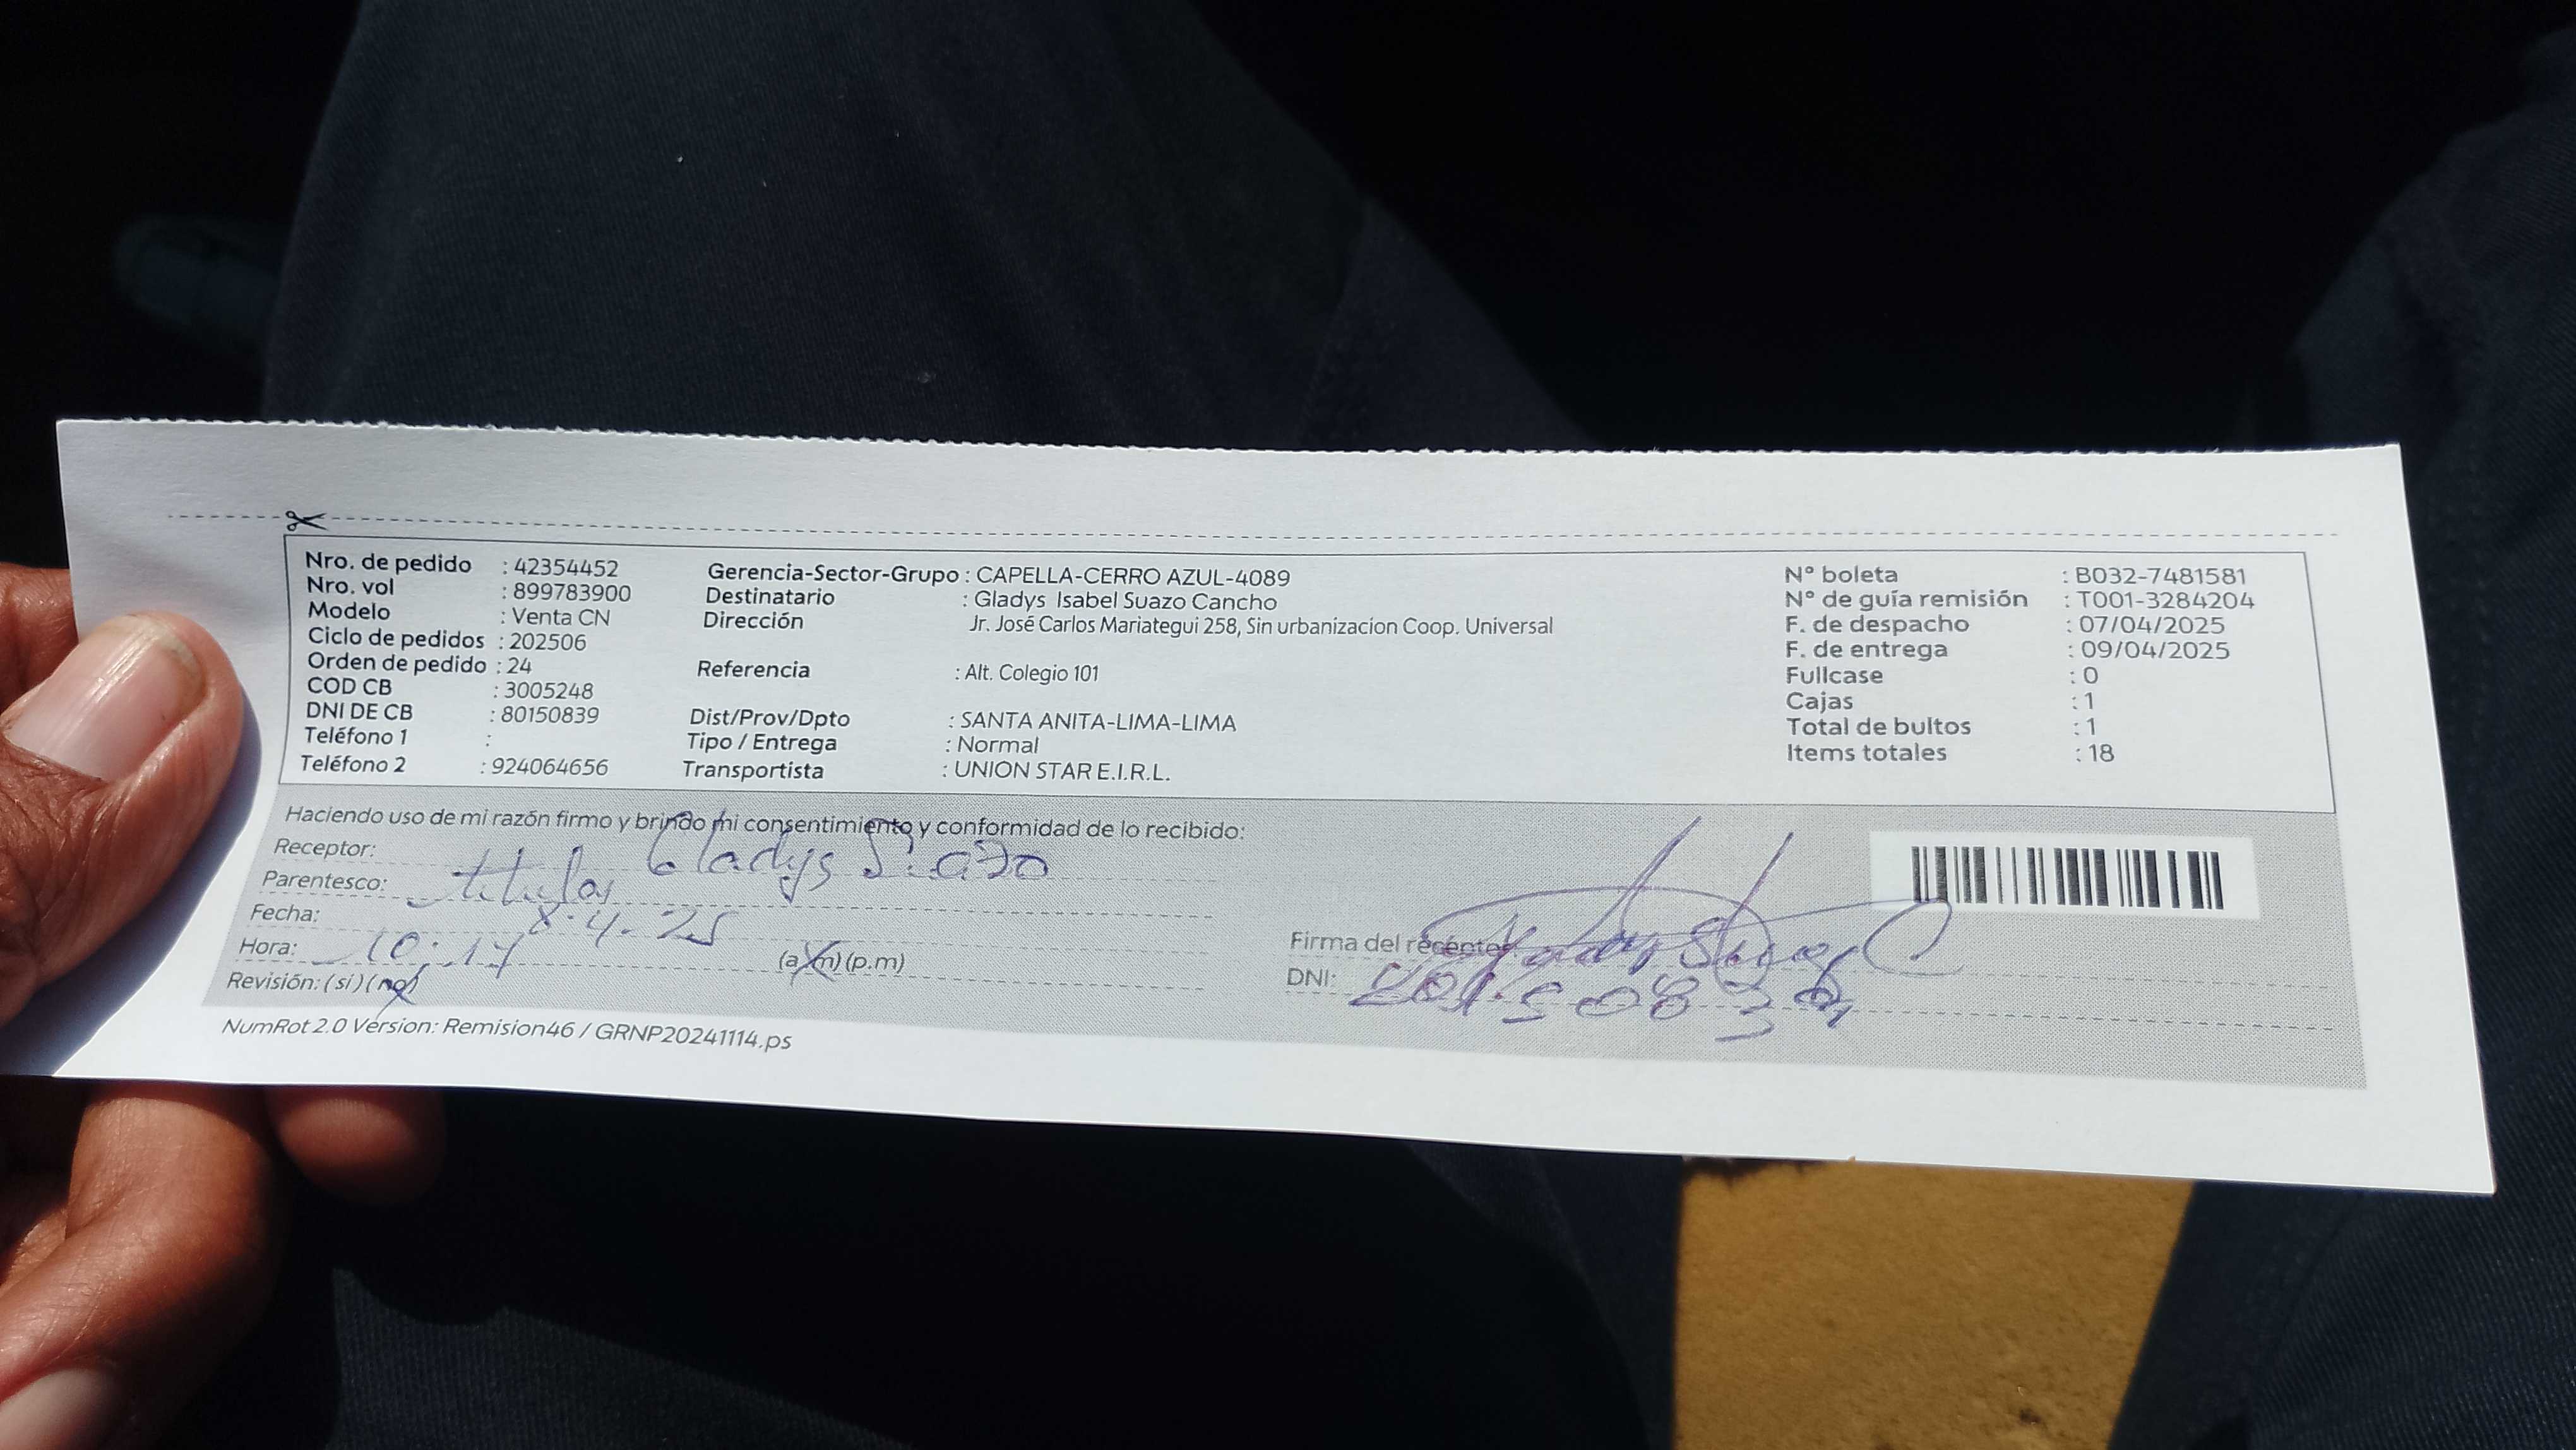 Nro. de pedido : 42354452
Nro. vol : 899783900
Modelo : Venta CN
Ciclo de pedidos : 202506
Orden de pedido : 24
COD CB : 3005248
DNI DE CB : 80150839
Teléfono 1 :
Teléfono 2 : 924064656
Gerencia-Sector-Grupo : CAPELLA-CERRO AZUL-4089
Destinatario : Gladys Isabel Suazo Cancho
Dirección Jr. José Carlos Mariategui 258, Sin urbanizacion Coop. Universal
Referencia : Alt. Colegio 101
Dist/Prov/Dpto : SANTA ANITA-LIMA-LIMA
Tipo / Entrega : Normal
Transportista : UNION STAR E.I.R.L.
N° boleta : B032-7481581
N° de guía remisión : T001-3284204
F. de despacho : 07/04/2025
F. de entrega : 09/04/2025
Fullcase : 0
Cajas : 1
Total de bultos : 1
Items totales : 18
Haciendo uso de mi razón firmo y brindo mi consentimiento y conformidad de lo recibido:
Receptor: Gladys Suazo
Parentesco: titular
Fecha: 8-4-25
Hora: 10:17 (a.m) (p.m)
Revisión: (si) (no)
Firma del receptor
DNI: 80150839
NumRot 2.0 Version: Remision46 / GRNP20241114.ps